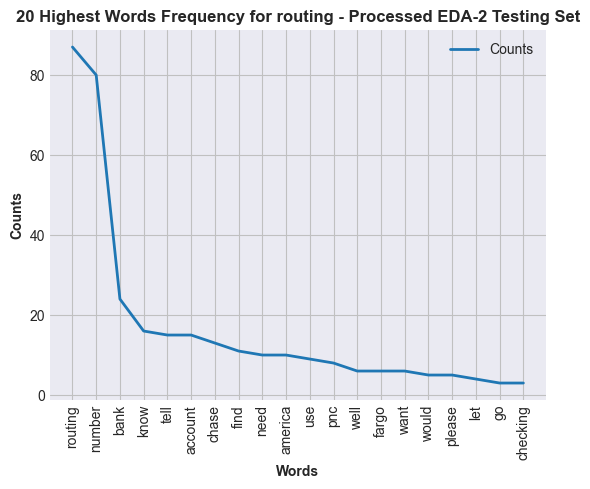 20 Highest Words Frequency for routing - Processed EDA-2 Testing Set
Counts
80
60
40
20
0
Counts
routing
number
bank
know
tell
account
chase
find
need
america
use
pnc
well
fargo
want
would
please
let
go
checking
Words